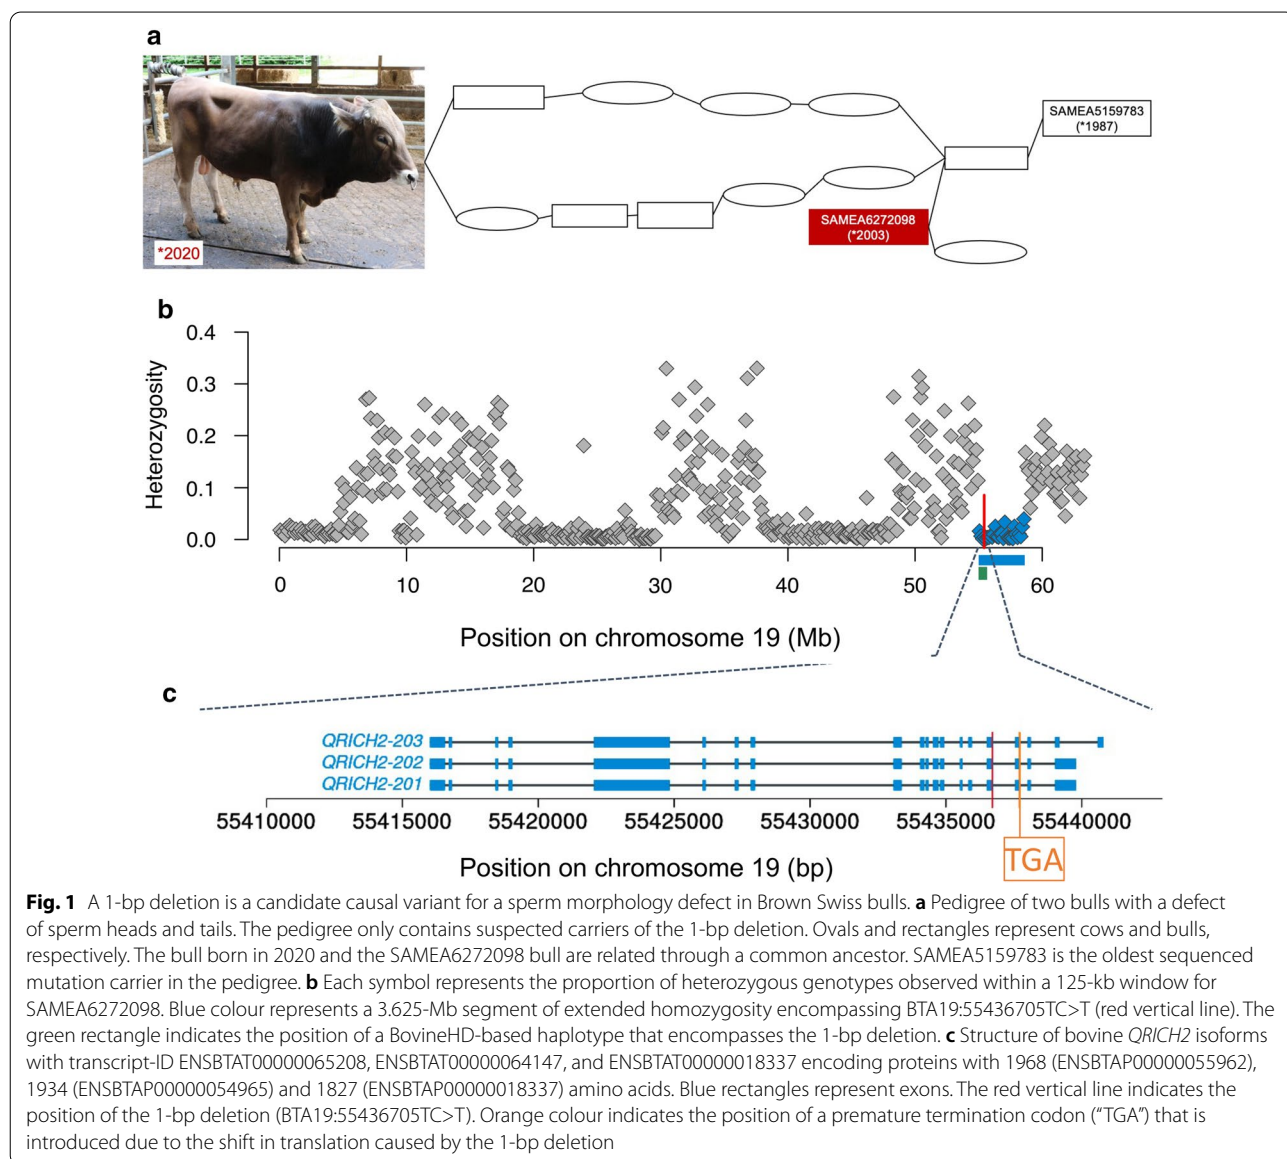 a
SAMEA5159783
(*1987)
SAMEA6272098
(*2003)
*2020
b
Heterozygosity
0.4
0.3
0.2
0.1
0.0
0 10 20 30 40 50 60
Position on chromosome 19 (Mb)
c
QRICH2-203
QRICH2-202
QRICH2-201
55410000 55415000 55420000 55425000 55430000 55435000 55440000
Position on chromosome 19 (bp)
TGA
Fig. 1 A 1-bp deletion is a candidate causal variant for a sperm morphology defect in Brown Swiss bulls. a Pedigree of two bulls with a defect
of sperm heads and tails. The pedigree only contains suspected carriers of the 1-bp deletion. Ovals and rectangles represent cows and bulls,
respectively. The bull born in 2020 and the SAMEA6272098 bull are related through a common ancestor. SAMEA5159783 is the oldest sequenced
mutation carrier in the pedigree. b Each symbol represents the proportion of heterozygous genotypes observed within a 125-kb window for
SAMEA6272098. Blue colour represents a 3.625-Mb segment of extended homozygosity encompassing BTA19:55436705TC>T (red vertical line). The
green rectangle indicates the position of a BovineHD-based haplotype that encompasses the 1-bp deletion. c Structure of bovine QRICH2 isoforms
with transcript-ID ENSBTAT00000065208, ENSBTAT00000064147, and ENSBTAT00000018337 encoding proteins with 1968 (ENSBTAP00000055962),
1934 (ENSBTAP00000054965) and 1827 (ENSBTAP00000018337) amino acids. Blue rectangles represent exons. The red vertical line indicates the
position of the 1-bp deletion (BTA19:55436705TC>T). Orange colour indicates the position of a premature termination codon (“TGA”) that is
introduced due to the shift in translation caused by the 1-bp deletion